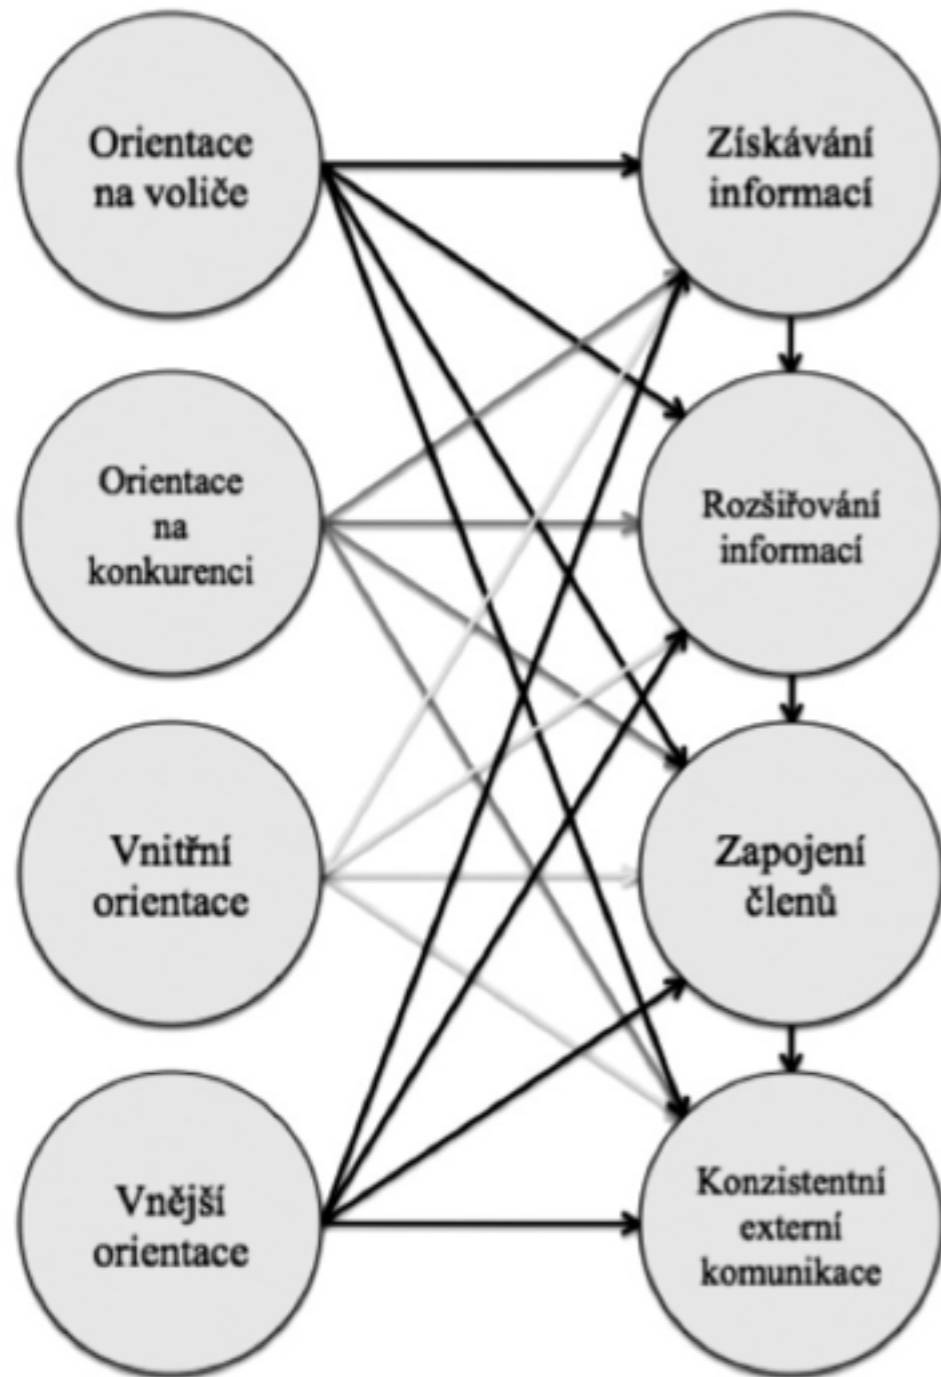 Orientace
na voliče
Získávání
informací
Orientace
na
konkurenci
Rozšiřování
informací
Vnitřní
orientace
Zapojení
členů
Vnější
orientace
Konzistentní
externí
komunikace